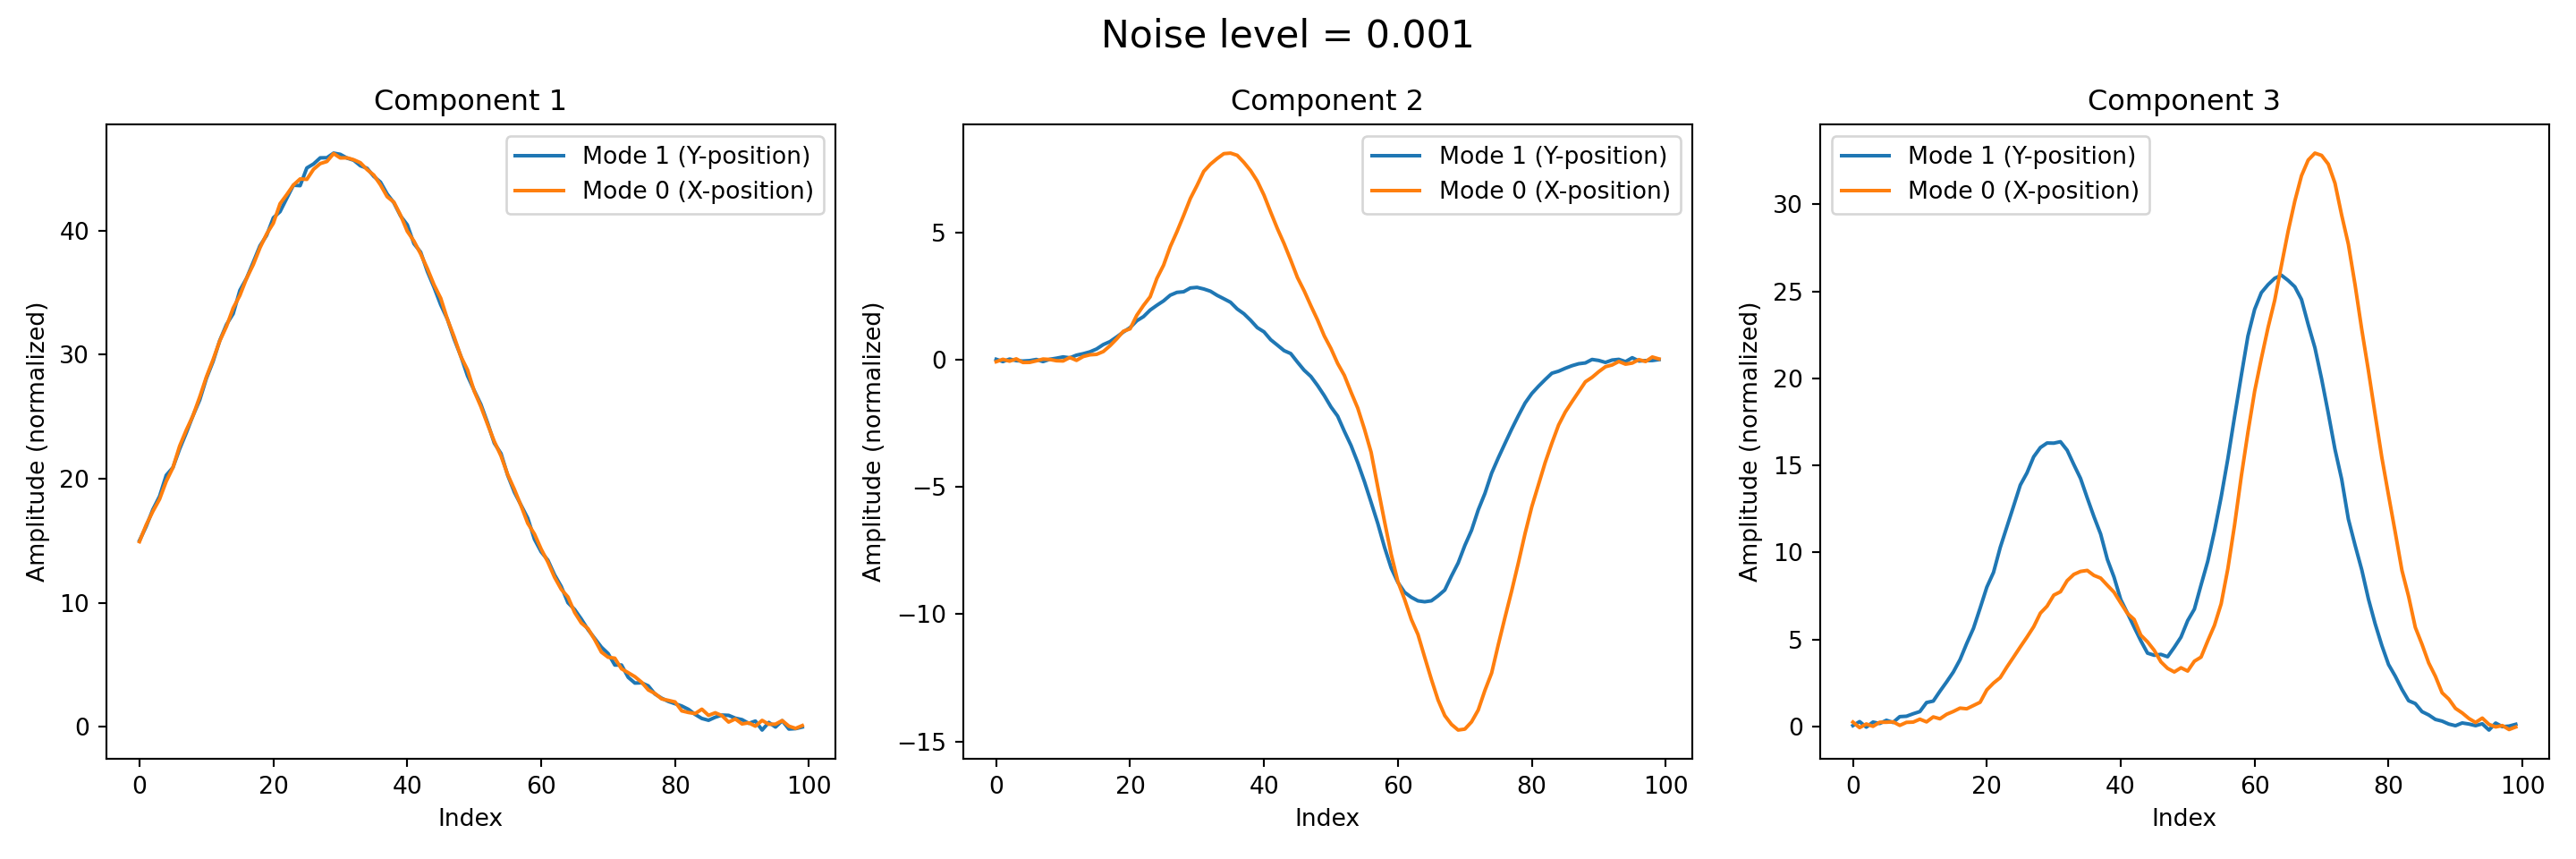 Noise level = 0.001
Component 1
Amplitude (normalized)
40
30
20
10
0
Mode 1 (Y-position)
Mode 0 (X-position)
0 20 40 60 80 100
Index
Component 2
Amplitude (normalized)
5
0
−5
−10
−15
Mode 1 (Y-position)
Mode 0 (X-position)
0 20 40 60 80 100
Index
Component 3
Amplitude (normalized)
30
25
20
15
10
5
0
Mode 1 (Y-position)
Mode 0 (X-position)
0 20 40 60 80 100
Index